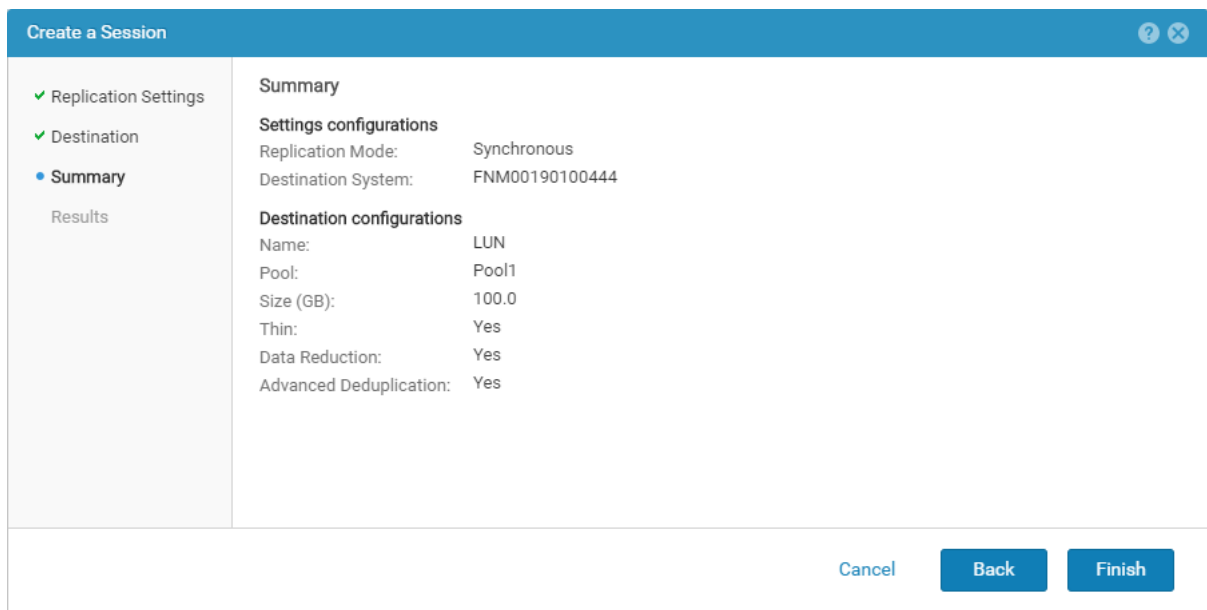 Create a Session
Replication Settings
Destination
Summary
Results
Summary
Settings configurations
Replication Mode: Synchronous
Destination System: FNM00190100444
Destination configurations
Name: LUN
Pool: Pool1
Size (GB): 100.0
Thin: Yes
Data Reduction: Yes
Advanced Deduplication: Yes
Cancel Back Finish